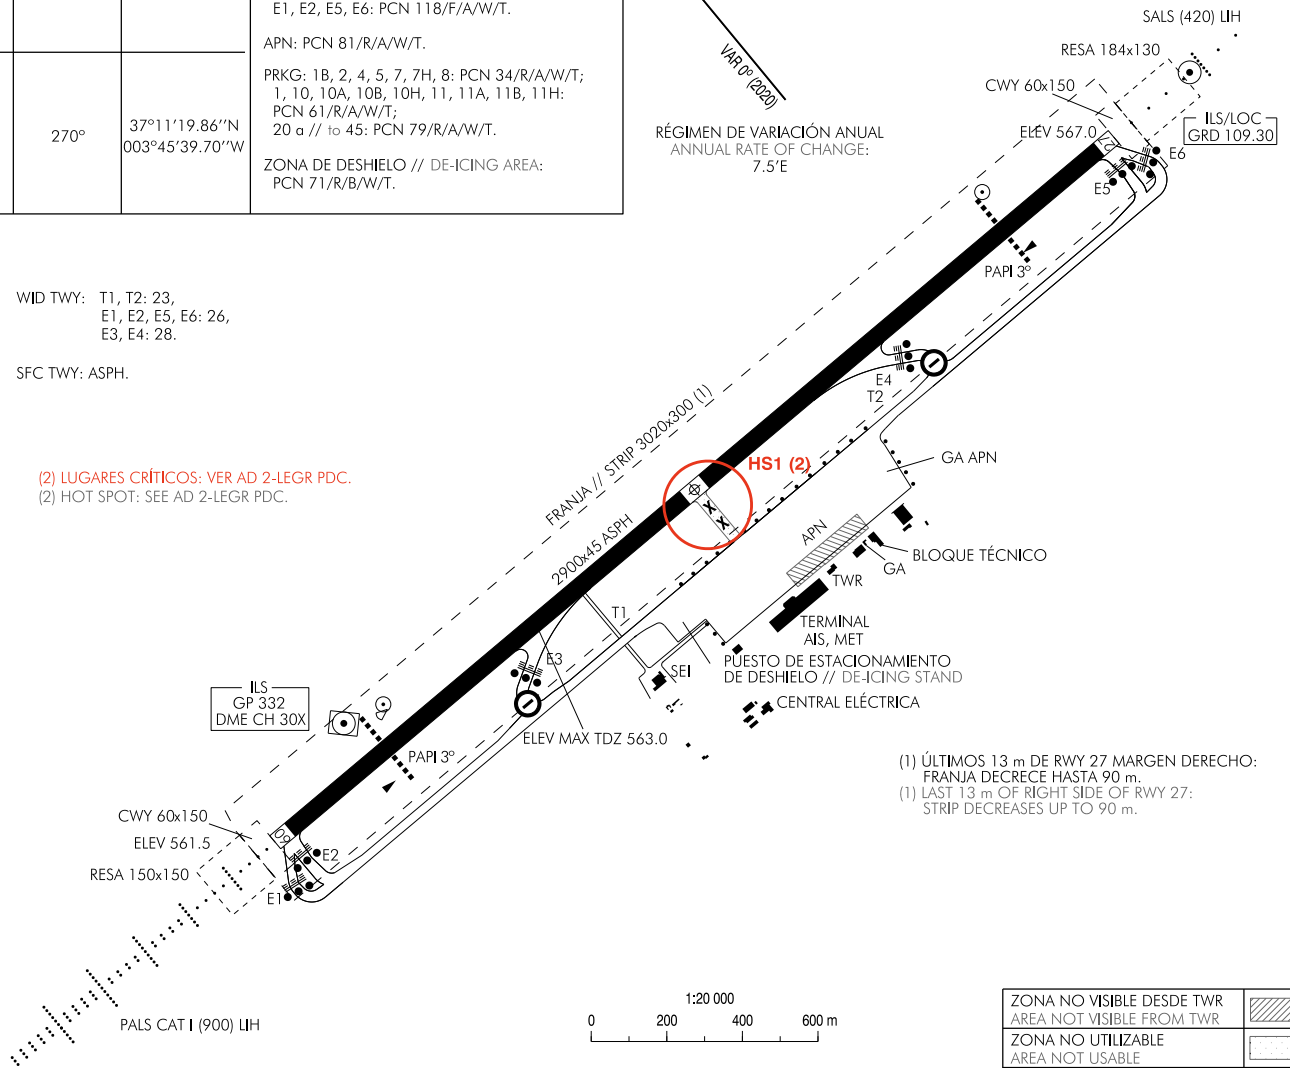 E1, E2, E5, E6: PCN 118/F/A/W/T.
APN: PCN 81/R/A/W/T.
PRKG: 1B, 2, 4, 5, 7, 7H, 8: PCN 34/R/A/W/T;
1, 10, 10A, 10B, 10H, 11, 11A, 11B, 11H:
PCN 61/R/A/W/T;
20 a // to 45: PCN 79/R/A/W/T.
ZONA DE DESHIELO // DE-ICING AREA:
PCN 71/R/B/W/T.
270°
37°11'19.86''N
003°45'39.70''W
VAR 0° (2020)
RÉGIMEN DE VARIACIÓN ANUAL
ANNUAL RATE OF CHANGE:
7.5'E
SALS (420) LIH
RESA 184x130
CWY 60x150
ELEV 567.0
ILS/LOC
GRD 109.30
27
E6
E5
PAPI 3°
WID TWY: T1, T2: 23,
E1, E2, E5, E6: 26,
E3, E4: 28.
SFC TWY: ASPH.
E4
T2
FRANJA // STRIP 3020x300 (1)
(2) LUGARES CRÍTICOS: VER AD 2-LEGR PDC.
(2) HOT SPOT: SEE AD 2-LEGR PDC.
HS1 (2)
X
X
GA APN
2900x45 ASPH
APN
BLOQUE TÉCNICO
GA
TWR
T1
TERMINAL
AIS, MET
E3
SEI
PUESTO DE ESTACIONAMIENTO
DE DESHIELO // DE-ICING STAND
CENTRAL ELÉCTRICA
ILS
GP 332
DME CH 30X
ELEV MAX TDZ 563.0
PAPI 3°
(1) ÚLTIMOS 13 m DE RWY 27 MARGEN DERECHO:
FRANJA DECRECE HASTA 90 m.
(1) LAST 13 m OF RIGHT SIDE OF RWY 27:
STRIP DECREASES UP TO 90 m.
CWY 60x150
ELEV 561.5
RESA 150x150
09
E2
E1
PALS CAT I (900) LIH
1:20 000
0 200 400 600 m
ZONA NO VISIBLE DESDE TWR
AREA NOT VISIBLE FROM TWR
ZONA NO UTILIZABLE
AREA NOT USABLE